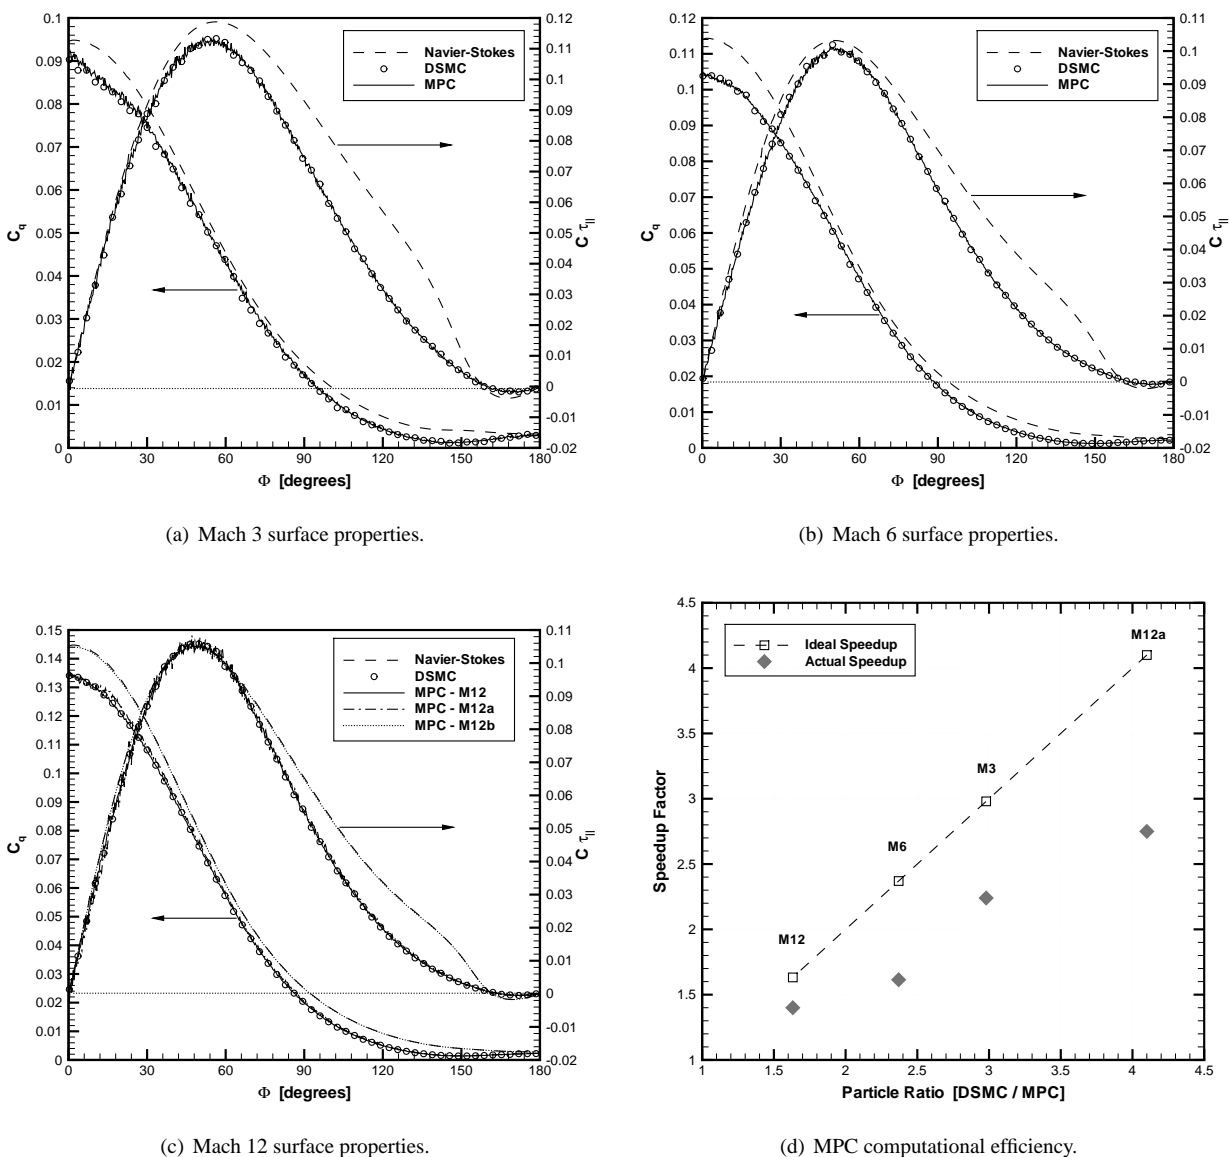 0.1
0.09
0.08
0.07
0.06
0.05
0.04
0.03
0.02
0.01
0
C_q
0.12
0.11
0.1
0.09
0.08
0.07
0.06
0.05
0.04
0.03
0.02
0.01
0
-0.01
-0.02
C τ_||
Navier-Stokes
DSMC
MPC
0 30 60 90 120 150 180
Φ [degrees]
(a) Mach 3 surface properties.
0.12
0.11
0.1
0.09
0.08
0.07
0.06
0.05
0.04
0.03
0.02
0.01
0
C_q
0.11
0.1
0.09
0.08
0.07
0.06
0.05
0.04
0.03
0.02
0.01
0
-0.01
-0.02
C τ_||
Navier-Stokes
DSMC
MPC
0 30 60 90 120 150 180
Φ [degrees]
(b) Mach 6 surface properties.
0.15
0.14
0.13
0.12
0.11
0.1
0.09
0.08
0.07
0.06
0.05
0.04
0.03
0.02
0.01
0
C_q
0.11
0.1
0.09
0.08
0.07
0.06
0.05
0.04
0.03
0.02
0.01
0
-0.01
-0.02
C τ_||
Navier-Stokes
DSMC
MPC - M12
MPC - M12a
MPC - M12b
0 30 60 90 120 150 180
Φ [degrees]
(c) Mach 12 surface properties.
4.5
4
3.5
3
2.5
2
1.5
1
Speedup Factor
Ideal Speedup
Actual Speedup
M12a
M3
M6
M12
1 1.5 2 2.5 3 3.5 4 4.5
Particle Ratio [DSMC / MPC]
(d) MPC computational efficiency.